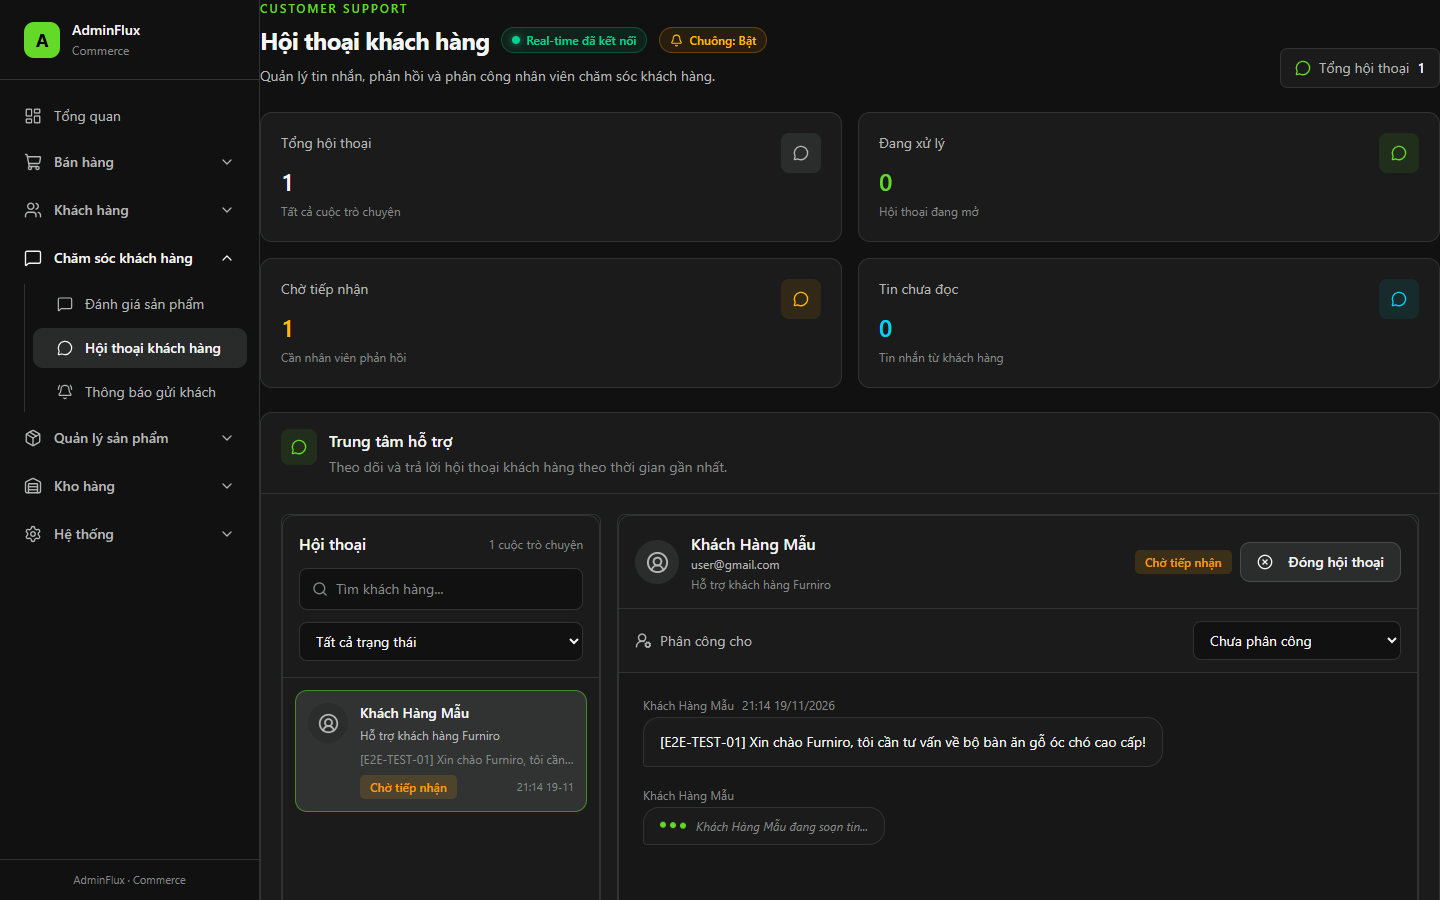 A
AdminFlux
Commerce
Tổng quan
Bán hàng
Khách hàng
Chăm sóc khách hàng
Đánh giá sản phẩm
Hội thoại khách hàng
Thông báo gửi khách
Quản lý sản phẩm
Kho hàng
Hệ thống
AdminFlux · Commerce
CUSTOMER SUPPORT
Hội thoại khách hàng
Real-time đã kết nối
Chuông: Bật
Quản lý tin nhắn, phản hồi và phân công nhân viên chăm sóc khách hàng.
Tổng hội thoại 1
Tổng hội thoại
1
Tất cả cuộc trò chuyện
Đang xử lý
0
Hội thoại đang mở
Chờ tiếp nhận
1
Cần nhân viên phản hồi
Tin chưa đọc
0
Tin nhắn từ khách hàng
Trung tâm hỗ trợ
Theo dõi và trả lời hội thoại khách hàng theo thời gian gần nhất.
Hội thoại
1 cuộc trò chuyện
Tìm khách hàng...
Tất cả trạng thái
Khách Hàng Mẫu
Hỗ trợ khách hàng Furniro
[E2E-TEST-01] Xin chào Furniro, tôi cần...
Chờ tiếp nhận
21:14 19-11
Khách Hàng Mẫu
user@gmail.com
Hỗ trợ khách hàng Furniro
Chờ tiếp nhận
Đóng hội thoại
Phân công cho
Chưa phân công
Khách Hàng Mẫu 21:14 19/11/2026
[E2E-TEST-01] Xin chào Furniro, tôi cần tư vấn về bộ bàn ăn gỗ óc chó cao cấp!
Khách Hàng Mẫu
Khách Hàng Mẫu đang soạn tin...